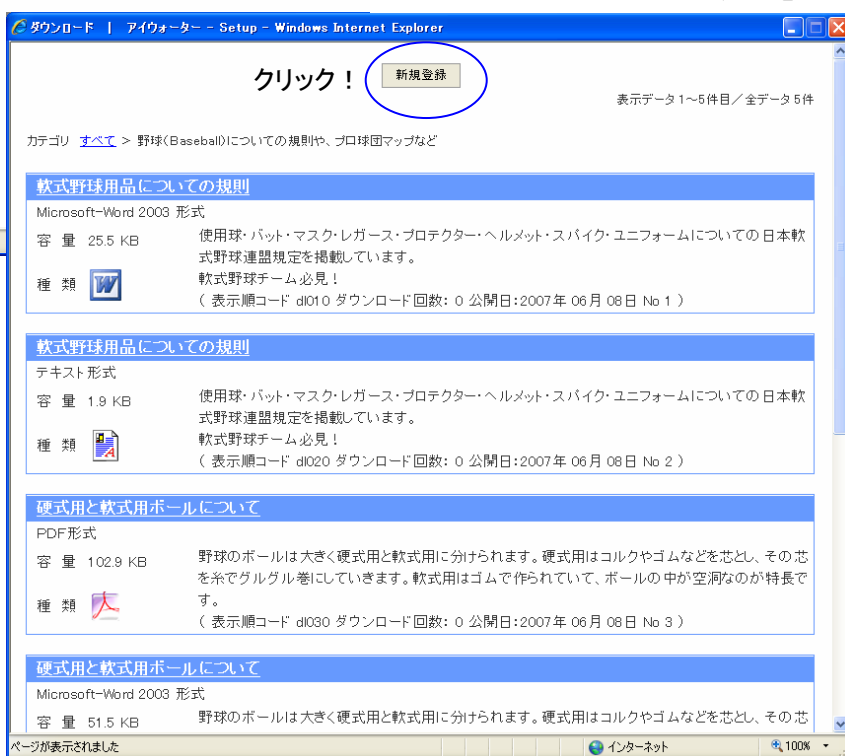 ダウンロード | アイウォーター - Setup - Windows Internet Explorer
クリック！
新規登録
表示データ 1～5件目／全データ 5件
カテゴリ すべて > 野球(Baseball)についての規則や、プロ球団マップなど
軟式野球用品についての規則
Microsoft-Word 2003 形式
容 量 25.5 KB
使用球・バット・マスク・レガース・プロテクター・ヘルメット・スパイク・ユニフォームについての日本軟
式野球連盟規定を掲載しています。
軟式野球チーム必見！
種 類
( 表示順コード dl010 ダウンロード回数: 0 公開日:2007年 06月 08日 No 1 )
軟式野球用品についての規則
テキスト形式
容 量 1.9 KB
使用球・バット・マスク・レガース・プロテクター・ヘルメット・スパイク・ユニフォームについての日本軟
式野球連盟規定を掲載しています。
軟式野球チーム必見！
種 類
( 表示順コード dl020 ダウンロード回数: 0 公開日:2007年 06月 08日 No 2 )
硬式用と軟式用ボールについて
PDF形式
容 量 102.9 KB
野球のボールは大きく硬式用と軟式用に分けられます。硬式用はコルクやゴムなどを芯とし、その芯
を糸でグルグル巻にしていきます。軟式用はゴムで作られていて、ボールの中が空洞なのが特長で
す。
種 類
( 表示順コード dl030 ダウンロード回数: 0 公開日:2007年 06月 08日 No 3 )
硬式用と軟式用ボールについて
Microsoft-Word 2003 形式
容 量 51.5 KB
野球のボールは大きく硬式用と軟式用に分けられます。硬式用はコルクやゴムなどを芯とし、その芯
ページが表示されました
インターネット
100%